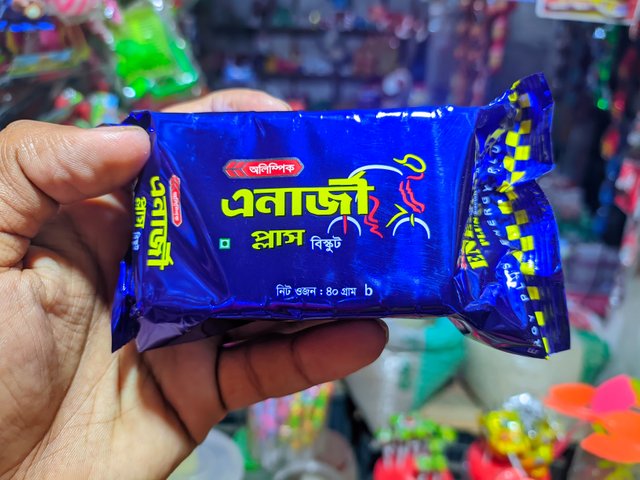 অলিম্পিক
এনার্জী
প্লাস
বিস্কুট
নিট ওজন : ৪০ গ্রাম b
এনার্জী
প্লাস